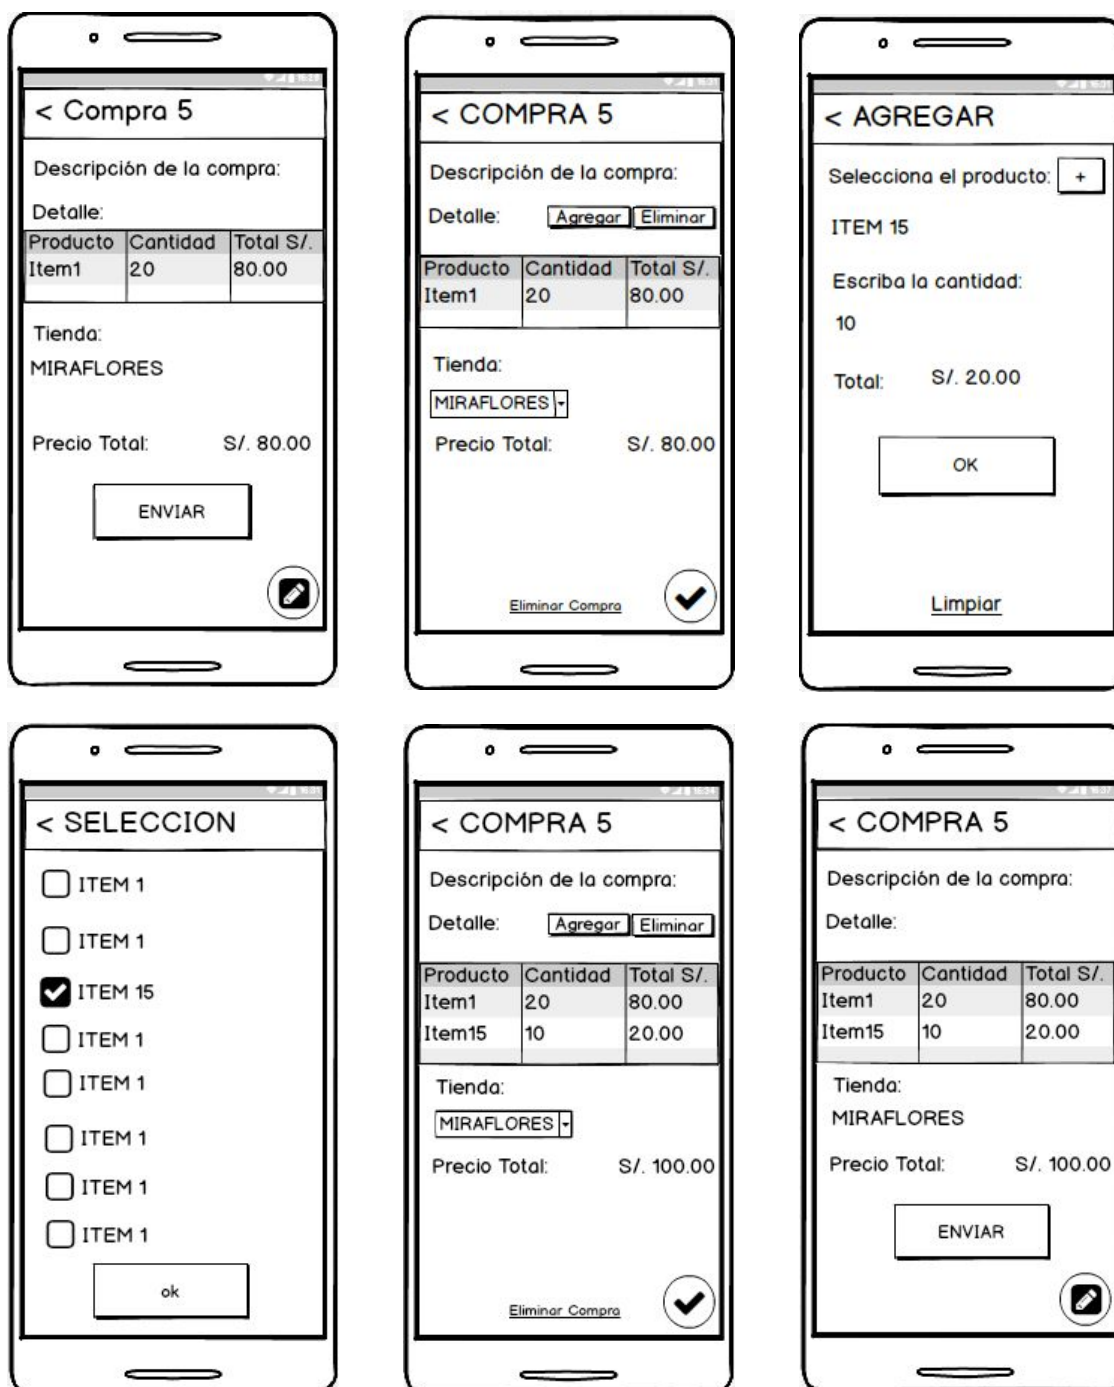 < Compra 5
Descripción de la compra:
Detalle:
Producto Cantidad Total S/.
Item1 20 80.00
Tienda:
MIRAFLORES
Precio Total: S/. 80.00
ENVIAR
< COMPRA 5
Descripción de la compra:
Detalle: Agregar Eliminar
Producto Cantidad Total S/.
Item1 20 80.00
Tienda:
MIRAFLORES
Precio Total: S/. 80.00
Eliminar Compra
< AGREGAR
Selecciona el producto: +
ITEM 15
Escriba la cantidad:
10
Total: S/. 20.00
OK
Limpiar
< SELECCION
ITEM 1
ITEM 1
ITEM 15
ITEM 1
ITEM 1
ITEM 1
ITEM 1
ITEM 1
ok
16:34
< COMPRA 5
Descripción de la compra:
Detalle: Agregar Eliminar
Producto Cantidad Total S/.
Item1 20 80.00
Item15 10 20.00
Tienda:
MIRAFLORES
Precio Total: S/. 100.00
Eliminar Compra
< COMPRA 5
Descripción de la compra:
Detalle:
Producto Cantidad Total S/.
Item1 20 80.00
Item15 10 20.00
Tienda:
MIRAFLORES
Precio Total: S/. 100.00
ENVIAR